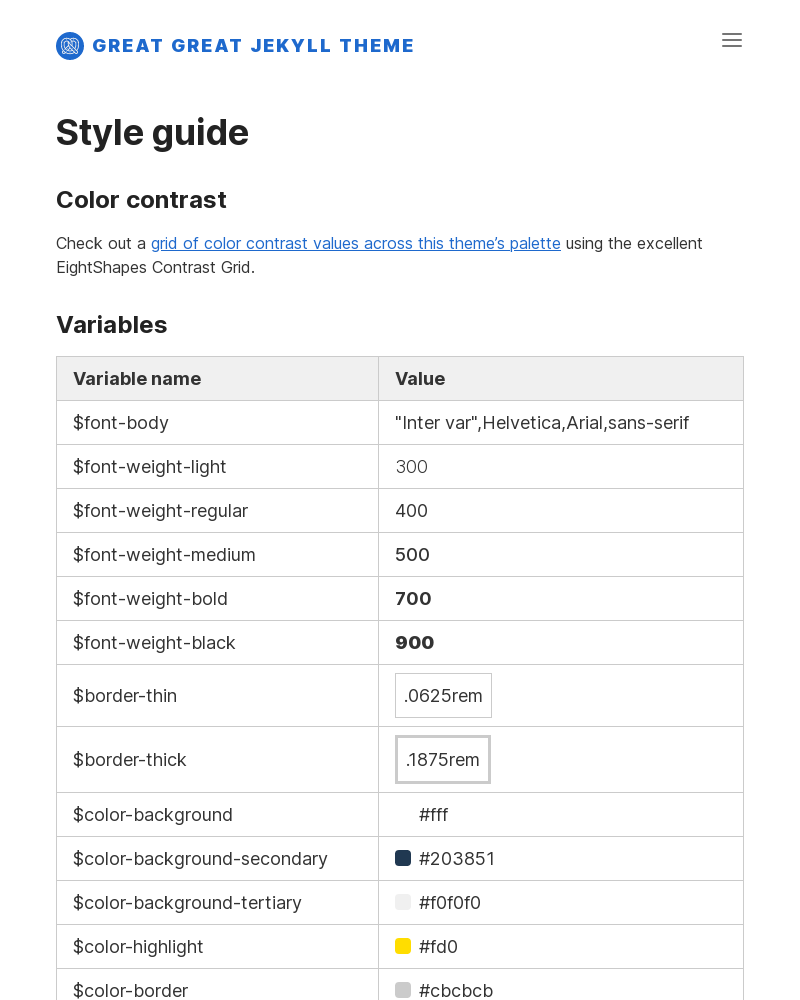 GREAT GREAT JEKYLL THEME
Style guide
Color contrast
Check out a grid of color contrast values across this theme’s palette using the excellent
EightShapes Contrast Grid.
Variables
Variable name Value
$font-body "Inter var",Helvetica,Arial,sans-serif
$font-weight-light 300
$font-weight-regular 400
$font-weight-medium 500
$font-weight-bold 700
$font-weight-black 900
$border-thin .0625rem
$border-thick .1875rem
$color-background #fff
$color-background-secondary #203851
$color-background-tertiary #f0f0f0
$color-highlight #fd0
$color-border #cbcbcb